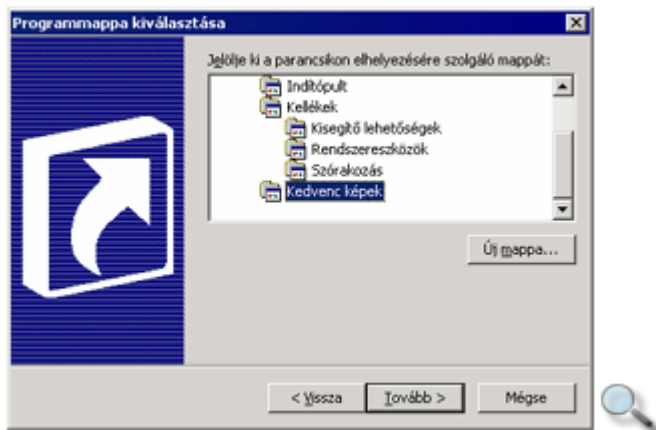 Programmappa kiválasztása
Jelölje ki a parancsikon elhelyezésére szolgáló mappát:
Indítópult
Kellékek
Kisegítő lehetőségek
Rendszereszközök
Szórakozás
Kedvenc képek
Új mappa...
< Vissza
Tovább >
Mégse